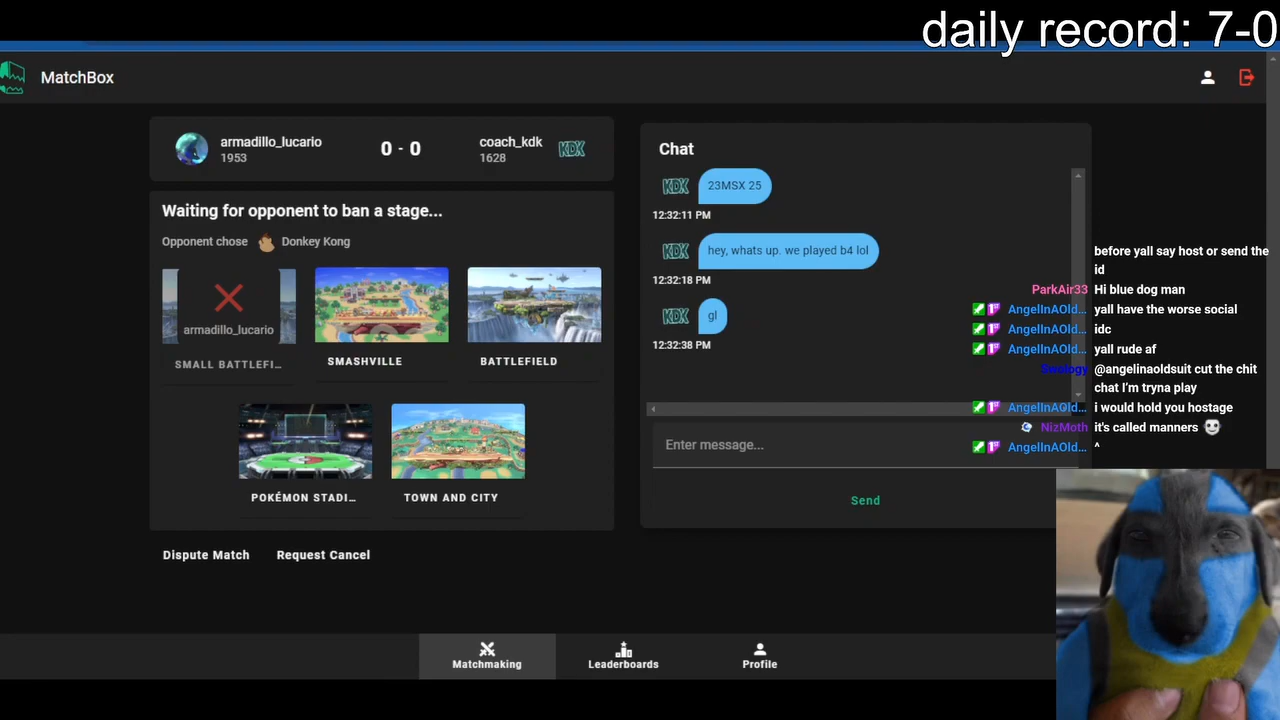 daily record: 7-0
MatchBox
armadillo_lucario
1953
0 - 0
coach_kdk
1628
KDK
Waiting for opponent to ban a stage...
Opponent chose Donkey Kong
armadillo_lucario
SMALL BATTLEFI...
SMASHVILLE
BATTLEFIELD
POKÉMON STADI...
TOWN AND CITY
Dispute Match
Request Cancel
Chat
KDK
23MSX 25
12:32:11 PM
KDK
hey, whats up. we played b4 lol
12:32:18 PM
KDK
gl
12:32:38 PM
Enter message...
Send
before yall say host or send the
id
ParkAir33 Hi blue dog man
AngelInAOld... yall have the worse social
AngelInAOld... idc
AngelInAOld... yall rude af
@angelinaoldsuit cut the chit
chat I'm tryna play
AngelInAOld... i would hold you hostage
NizMoth it's called manners
AngelInAOld... ^
Matchmaking
Leaderboards
Profile